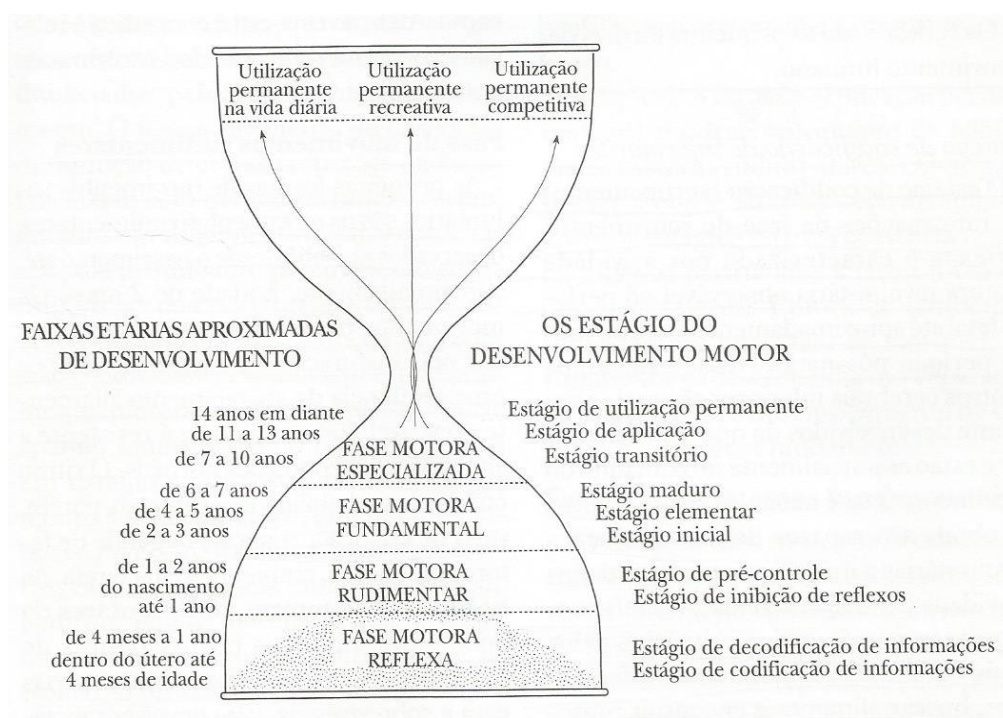 Utilização permanente na vida diária
Utilização permanente recreativa
Utilização permanente competitiva
FAIXAS ETÁRIAS APROXIMADAS
DE DESENVOLVIMENTO
OS ESTÁGIO DO
DESENVOLVIMENTO MOTOR
14 anos em diante
de 11 a 13 anos
de 7 a 10 anos
FASE MOTORA
ESPECIALIZADA
Estágio de utilização permanente
Estágio de aplicação
Estágio transitório
de 6 a 7 anos
de 4 a 5 anos
de 2 a 3 anos
FASE MOTORA
FUNDAMENTAL
Estágio maduro
Estágio elementar
Estágio inicial
de 1 a 2 anos
do nascimento
até 1 ano
FASE MOTORA
RUDIMENTAR
Estágio de pré-controle
Estágio de inibição de reflexos
de 4 meses a 1 ano
dentro do útero até
4 meses de idade
FASE MOTORA
REFLEXA
Estágio de decodificação de informações
Estágio de codificação de informações